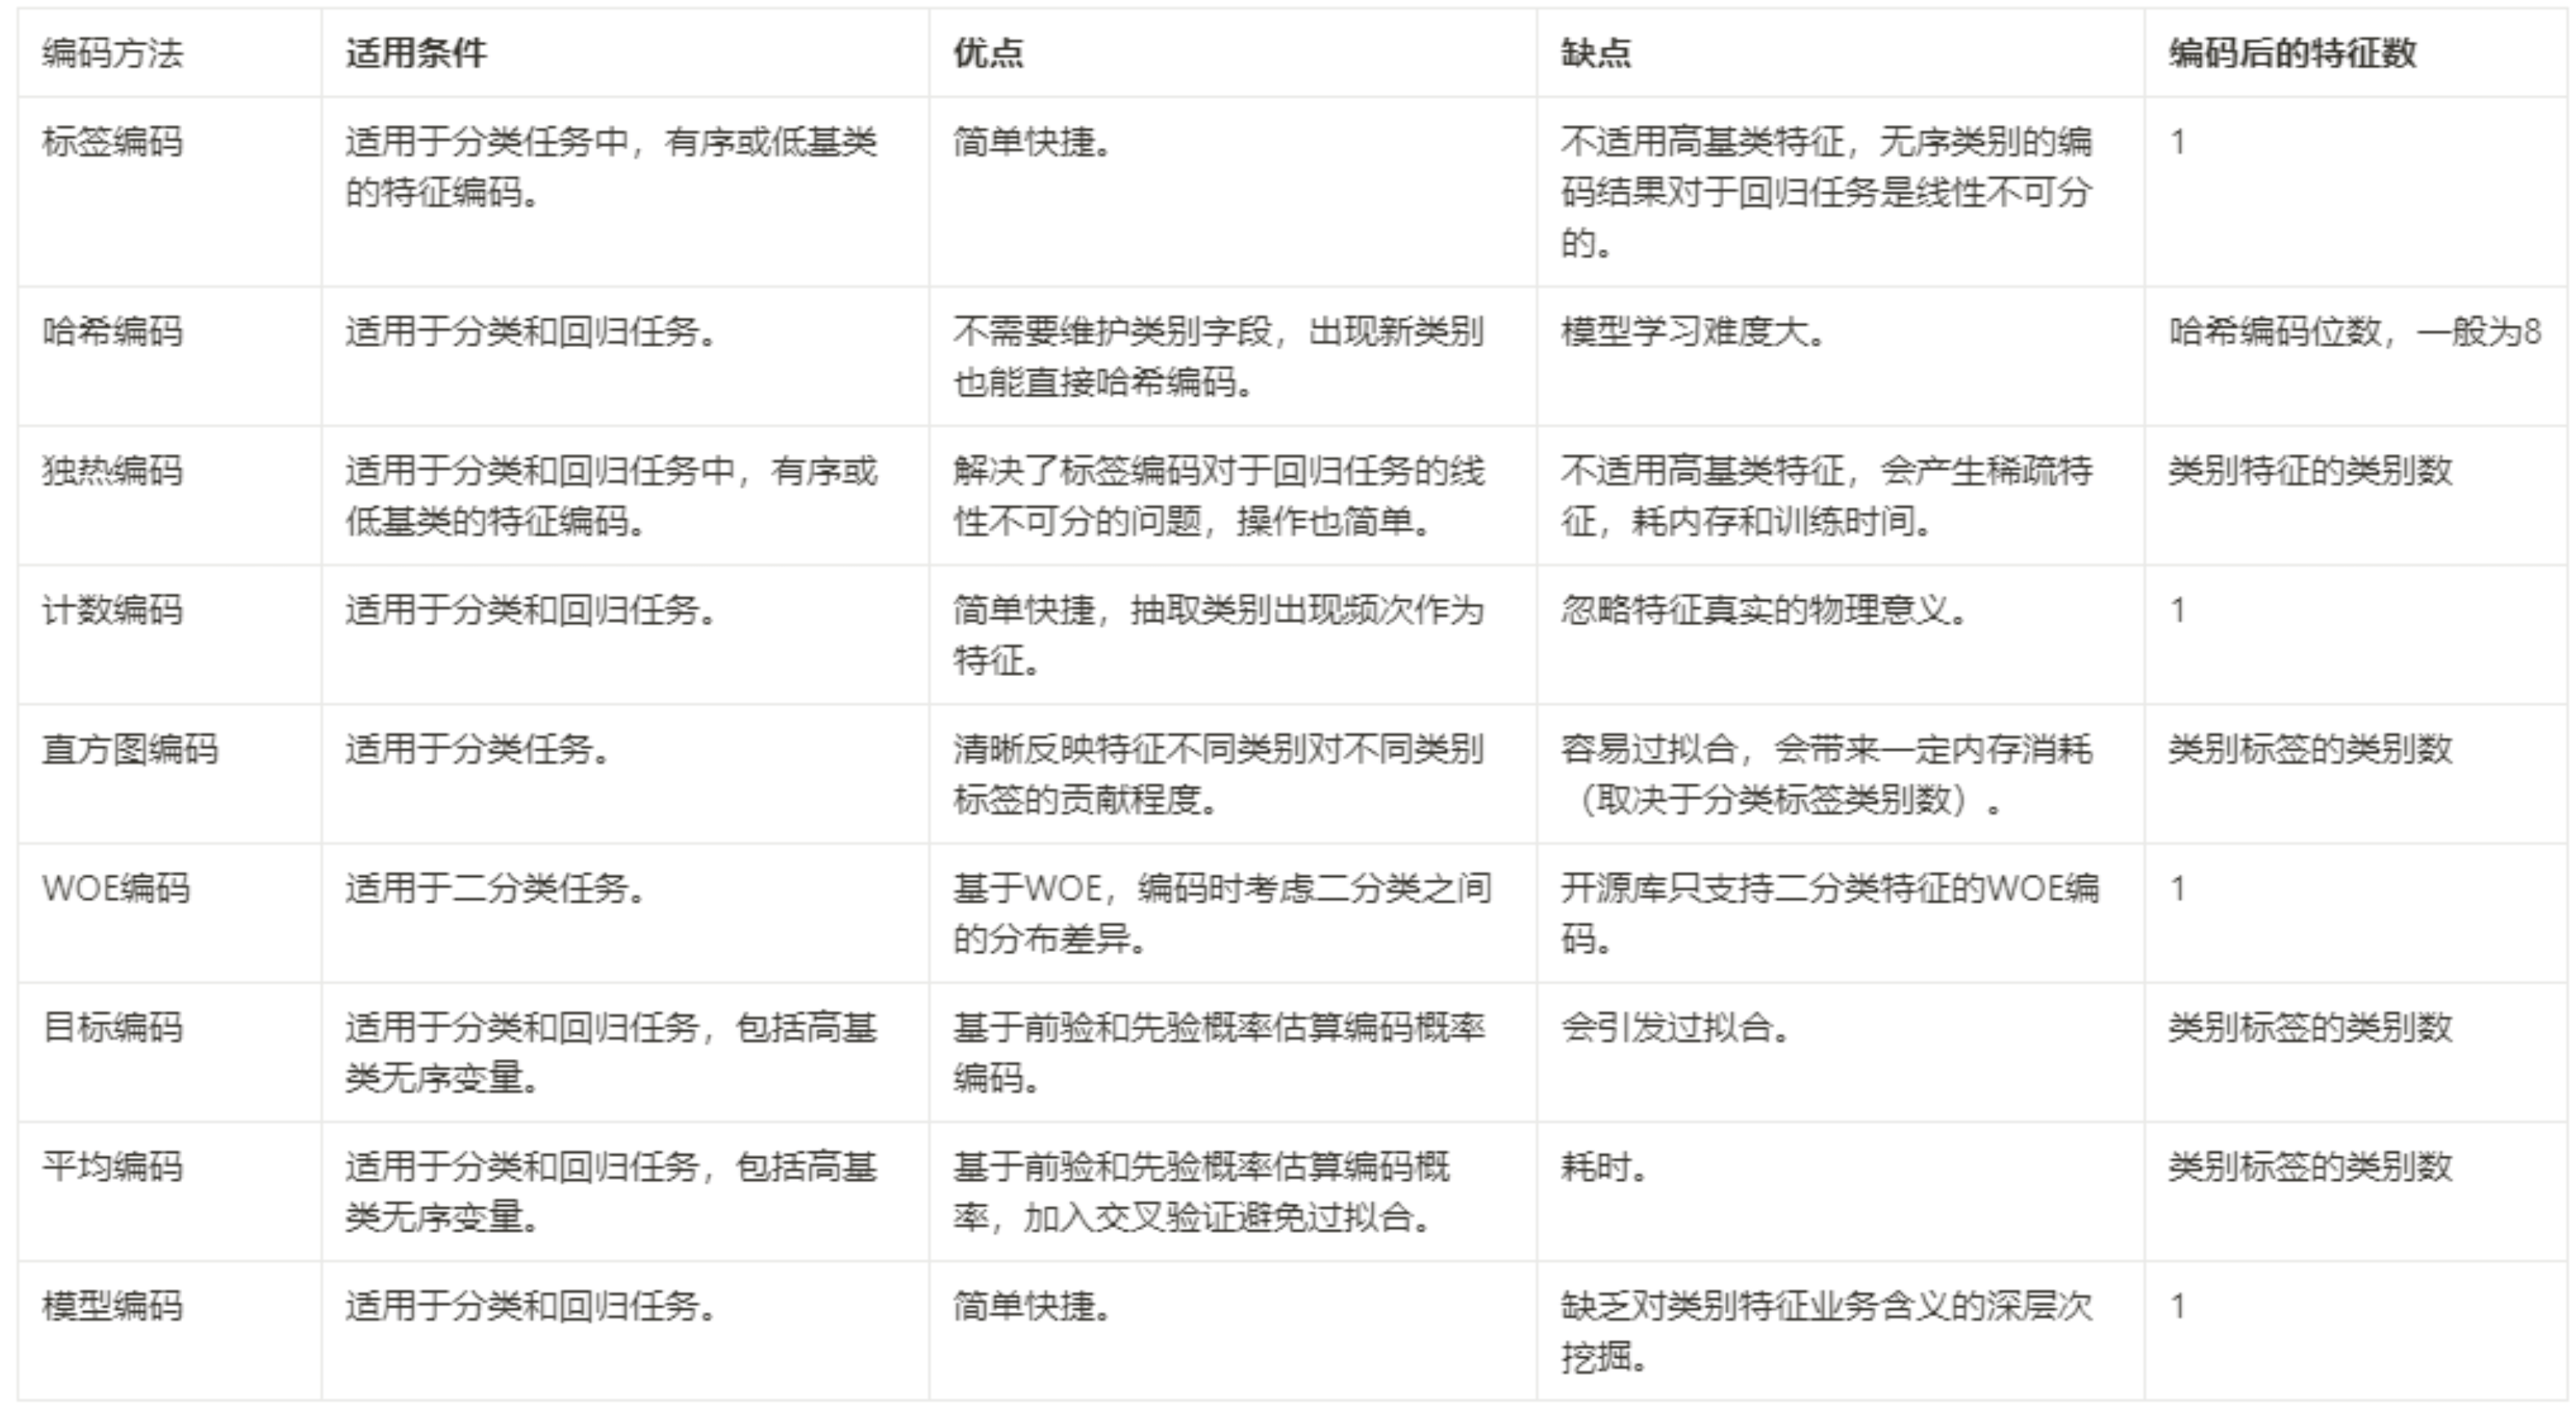 编码方法
适用条件
优点
缺点
编码后的特征数
标签编码
适用于分类任务中，有序或低基类
的特征编码。
简单快捷。
不适用高基类特征，无序类别的编
码结果对于回归任务是线性不可分
的。
1
哈希编码
适用于分类和回归任务。
不需要维护类别字段，出现新类别
也能直接哈希编码。
模型学习难度大。
哈希编码位数，一般为8
独热编码
适用于分类和回归任务中，有序或
低基类的特征编码。
解决了标签编码对于回归任务的线
性不可分的问题，操作也简单。
不适用高基类特征，会产生稀疏特
征，耗内存和训练时间。
类别特征的类别数
计数编码
适用于分类和回归任务。
简单快捷，抽取类别出现频次作为
特征。
忽略特征真实的物理意义。
1
直方图编码
适用于分类任务。
清晰反映特征不同类别对不同类别
标签的贡献程度。
容易过拟合，会带来一定内存消耗
（取决于分类标签类别数）。
类别标签的类别数
WOE编码
适用于二分类任务。
基于WOE，编码时考虑二分类之间
的分布差异。
开源库只支持二分类特征的WOE编
码。
1
目标编码
适用于分类和回归任务，包括高基
类无序变量。
基于前验和先验概率估算编码概率
编码。
会引发过拟合。
类别标签的类别数
平均编码
适用于分类和回归任务，包括高基
类无序变量。
基于前验和先验概率估算编码概
率，加入交叉验证避免过拟合。
耗时。
类别标签的类别数
模型编码
适用于分类和回归任务。
简单快捷。
缺乏对类别特征业务含义的深层次
挖掘。
1